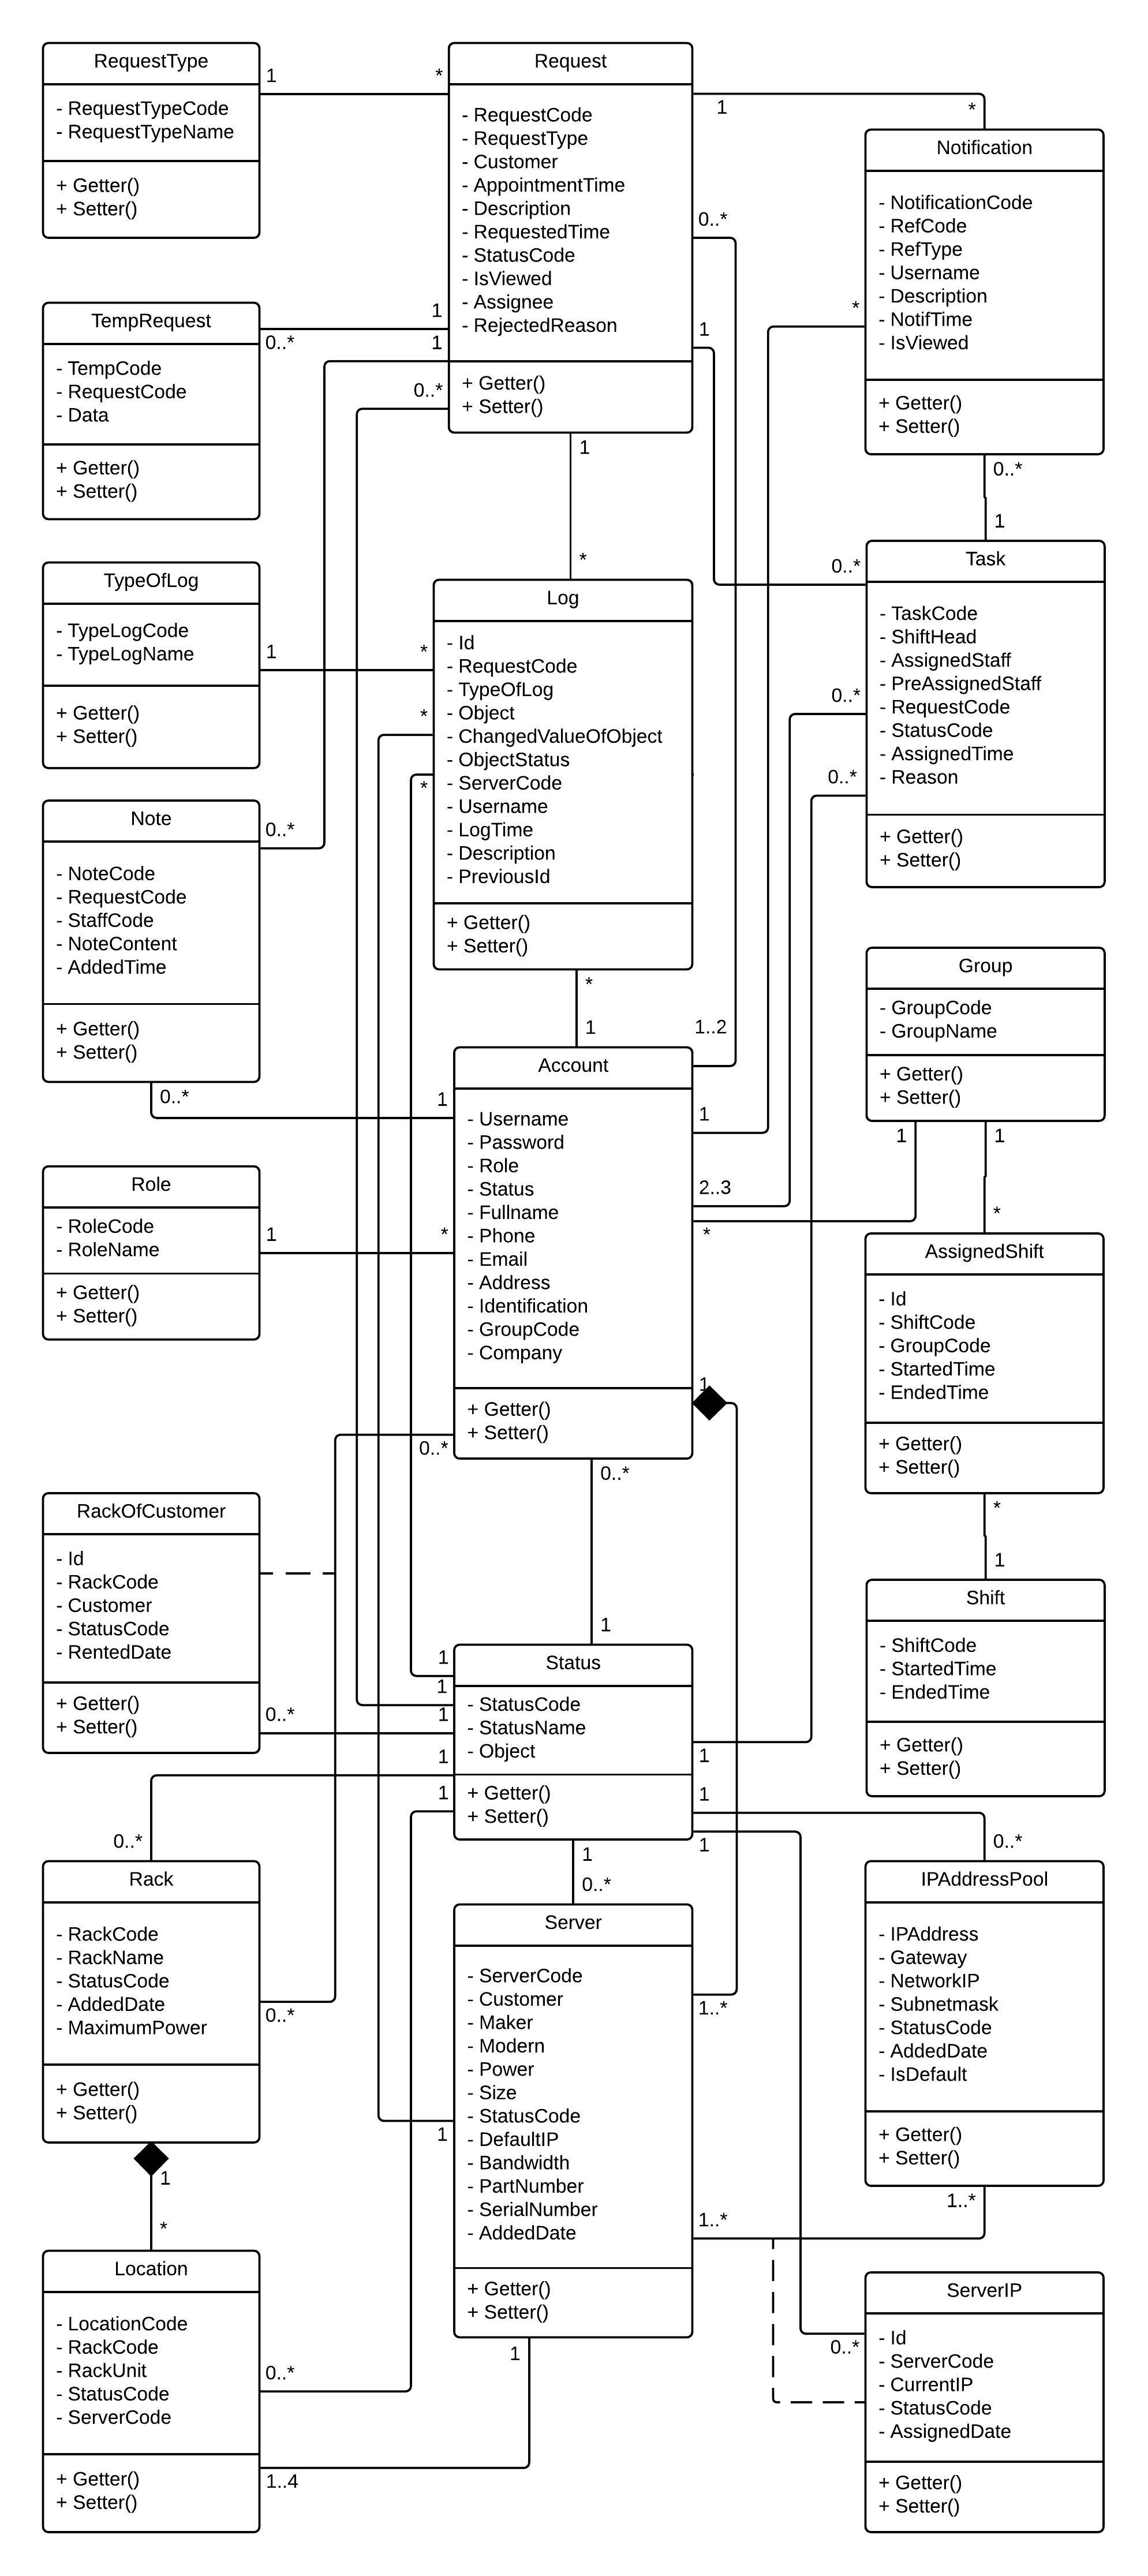 RequestType
- RequestTypeCode
- RequestTypeName
+ Getter()
+ Setter()
1
*
Request
- RequestCode
- RequestType
- Customer
- AppointmentTime
- Description
- RequestedTime
- StatusCode
- IsViewed
- Assignee
- RejectedReason
+ Getter()
+ Setter()
1
*
Notification
- NotificationCode
- RefCode
- RefType
- Username
- Description
- NotifTime
- IsViewed
+ Getter()
+ Setter()
0..*
*
1
TempRequest
- TempCode
- RequestCode
- Data
+ Getter()
+ Setter()
1
0..*
1
0..*
1
*
0..*
1
0..*
TypeOfLog
- TypeLogCode
- TypeLogName
+ Getter()
+ Setter()
1
*
*
*
Log
- Id
- RequestCode
- TypeOfLog
- Object
- ChangedValueOfObject
- ObjectStatus
- ServerCode
- Username
- LogTime
- Description
- PreviousId
+ Getter()
+ Setter()
Task
- TaskCode
- ShiftHead
- AssignedStaff
- PreAssignedStaff
- RequestCode
- StatusCode
- AssignedTime
- Reason
+ Getter()
+ Setter()
0..*
0..*
Note
- NoteCode
- RequestCode
- StaffCode
- NoteContent
- AddedTime
+ Getter()
+ Setter()
0..*
0..*
1
*
1
1..2
Group
- GroupCode
- GroupName
+ Getter()
+ Setter()
1
1
*
Account
- Username
- Password
- Role
- Status
- Fullname
- Phone
- Email
- Address
- Identification
- GroupCode
- Company
+ Getter()
+ Setter()
1
2..3
*
1
0..*
0..*
1
Role
- RoleCode
- RoleName
+ Getter()
+ Setter()
1
*
AssignedShift
- Id
- ShiftCode
- GroupCode
- StartedTime
- EndedTime
+ Getter()
+ Setter()
*
1
RackOfCustomer
- Id
- RackCode
- Customer
- StatusCode
- RentedDate
+ Getter()
+ Setter()
0..*
1
1
1
1
1
Status
- StatusCode
- StatusName
- Object
+ Getter()
+ Setter()
1
1
1
1
0..*
Shift
- ShiftCode
- StartedTime
- EndedTime
+ Getter()
+ Setter()
0..*
0..*
Rack
- RackCode
- RackName
- StatusCode
- AddedDate
- MaximumPower
+ Getter()
+ Setter()
0..*
1
*
Server
- ServerCode
- Customer
- Maker
- Modern
- Power
- Size
- StatusCode
- DefaultIP
- Bandwidth
- PartNumber
- SerialNumber
- AddedDate
+ Getter()
+ Setter()
1..*
1
1..*
1
IPAddressPool
- IPAddress
- Gateway
- NetworkIP
- Subnetmask
- StatusCode
- AddedDate
- IsDefault
+ Getter()
+ Setter()
1..*
Location
- LocationCode
- RackCode
- RackUnit
- StatusCode
- ServerCode
+ Getter()
+ Setter()
0..*
1..4
ServerIP
- Id
- ServerCode
- CurrentIP
- StatusCode
- AssignedDate
+ Getter()
+ Setter()
0..*